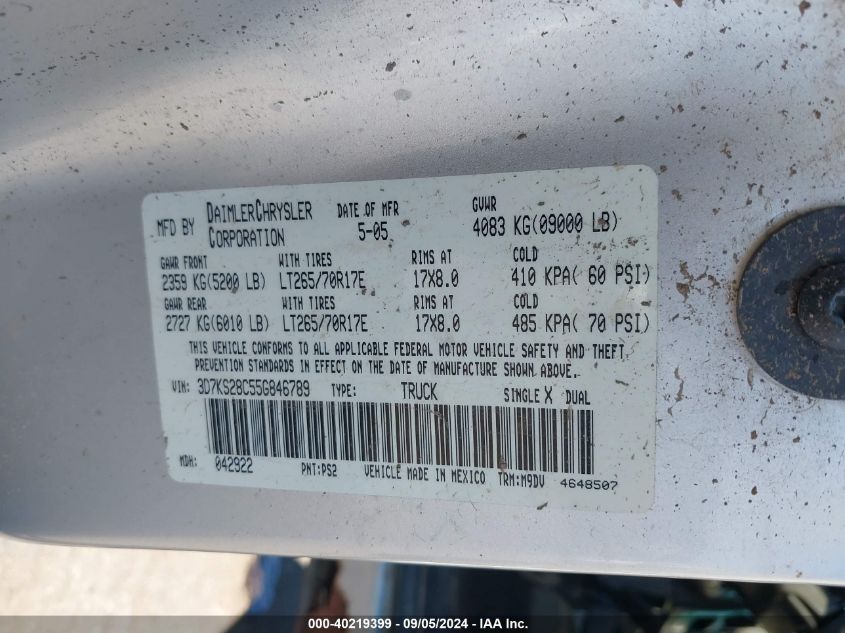 MFD BY DAIMLERCHRYSLER CORPORATION DATE OF MFR 5-05 GVWR 4083 KG(09000 LB)
GAWR FRONT WITH TIRES RIMS AT COLD
2359 KG(5200 LB) LT265/70R17E 17X8.0 410 KPA( 60 PSI)
GAWR REAR WITH TIRES RIMS AT COLD
2727 KG(6010 LB) LT265/70R17E 17X8.0 485 KPA( 70 PSI)
THIS VEHICLE CONFORMS TO ALL APPLICABLE FEDERAL MOTOR VEHICLE SAFETY AND THEFT
PREVENTION STANDARDS IN EFFECT ON THE DATE OF MANUFACTURE SHOWN ABOVE.
VIN: 3D7KS28C55G846789 TYPE: TRUCK SINGLE X DUAL
MDH: 042922 PNT:PS2 VEHICLE MADE IN MEXICO TRM:M9DV 4648507
000-40219399 - 09/05/2024 - IAA Inc.